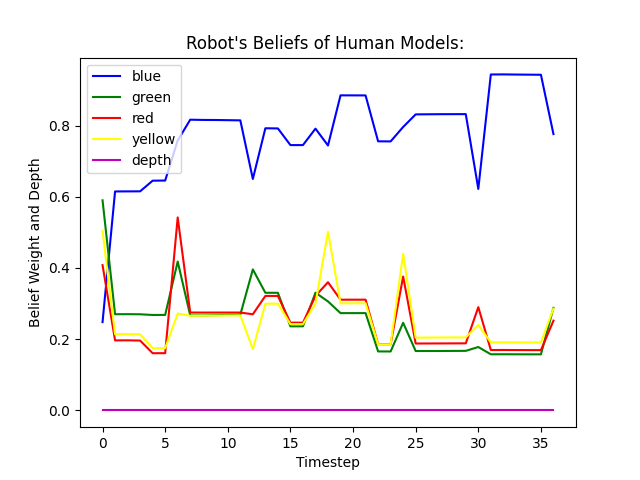 Robot's Beliefs of Human Models:
blue
green
red
yellow
depth
Belief Weight and Depth
0.8
0.6
0.4
0.2
0.0
0 5 10 15 20 25 30 35
Timestep